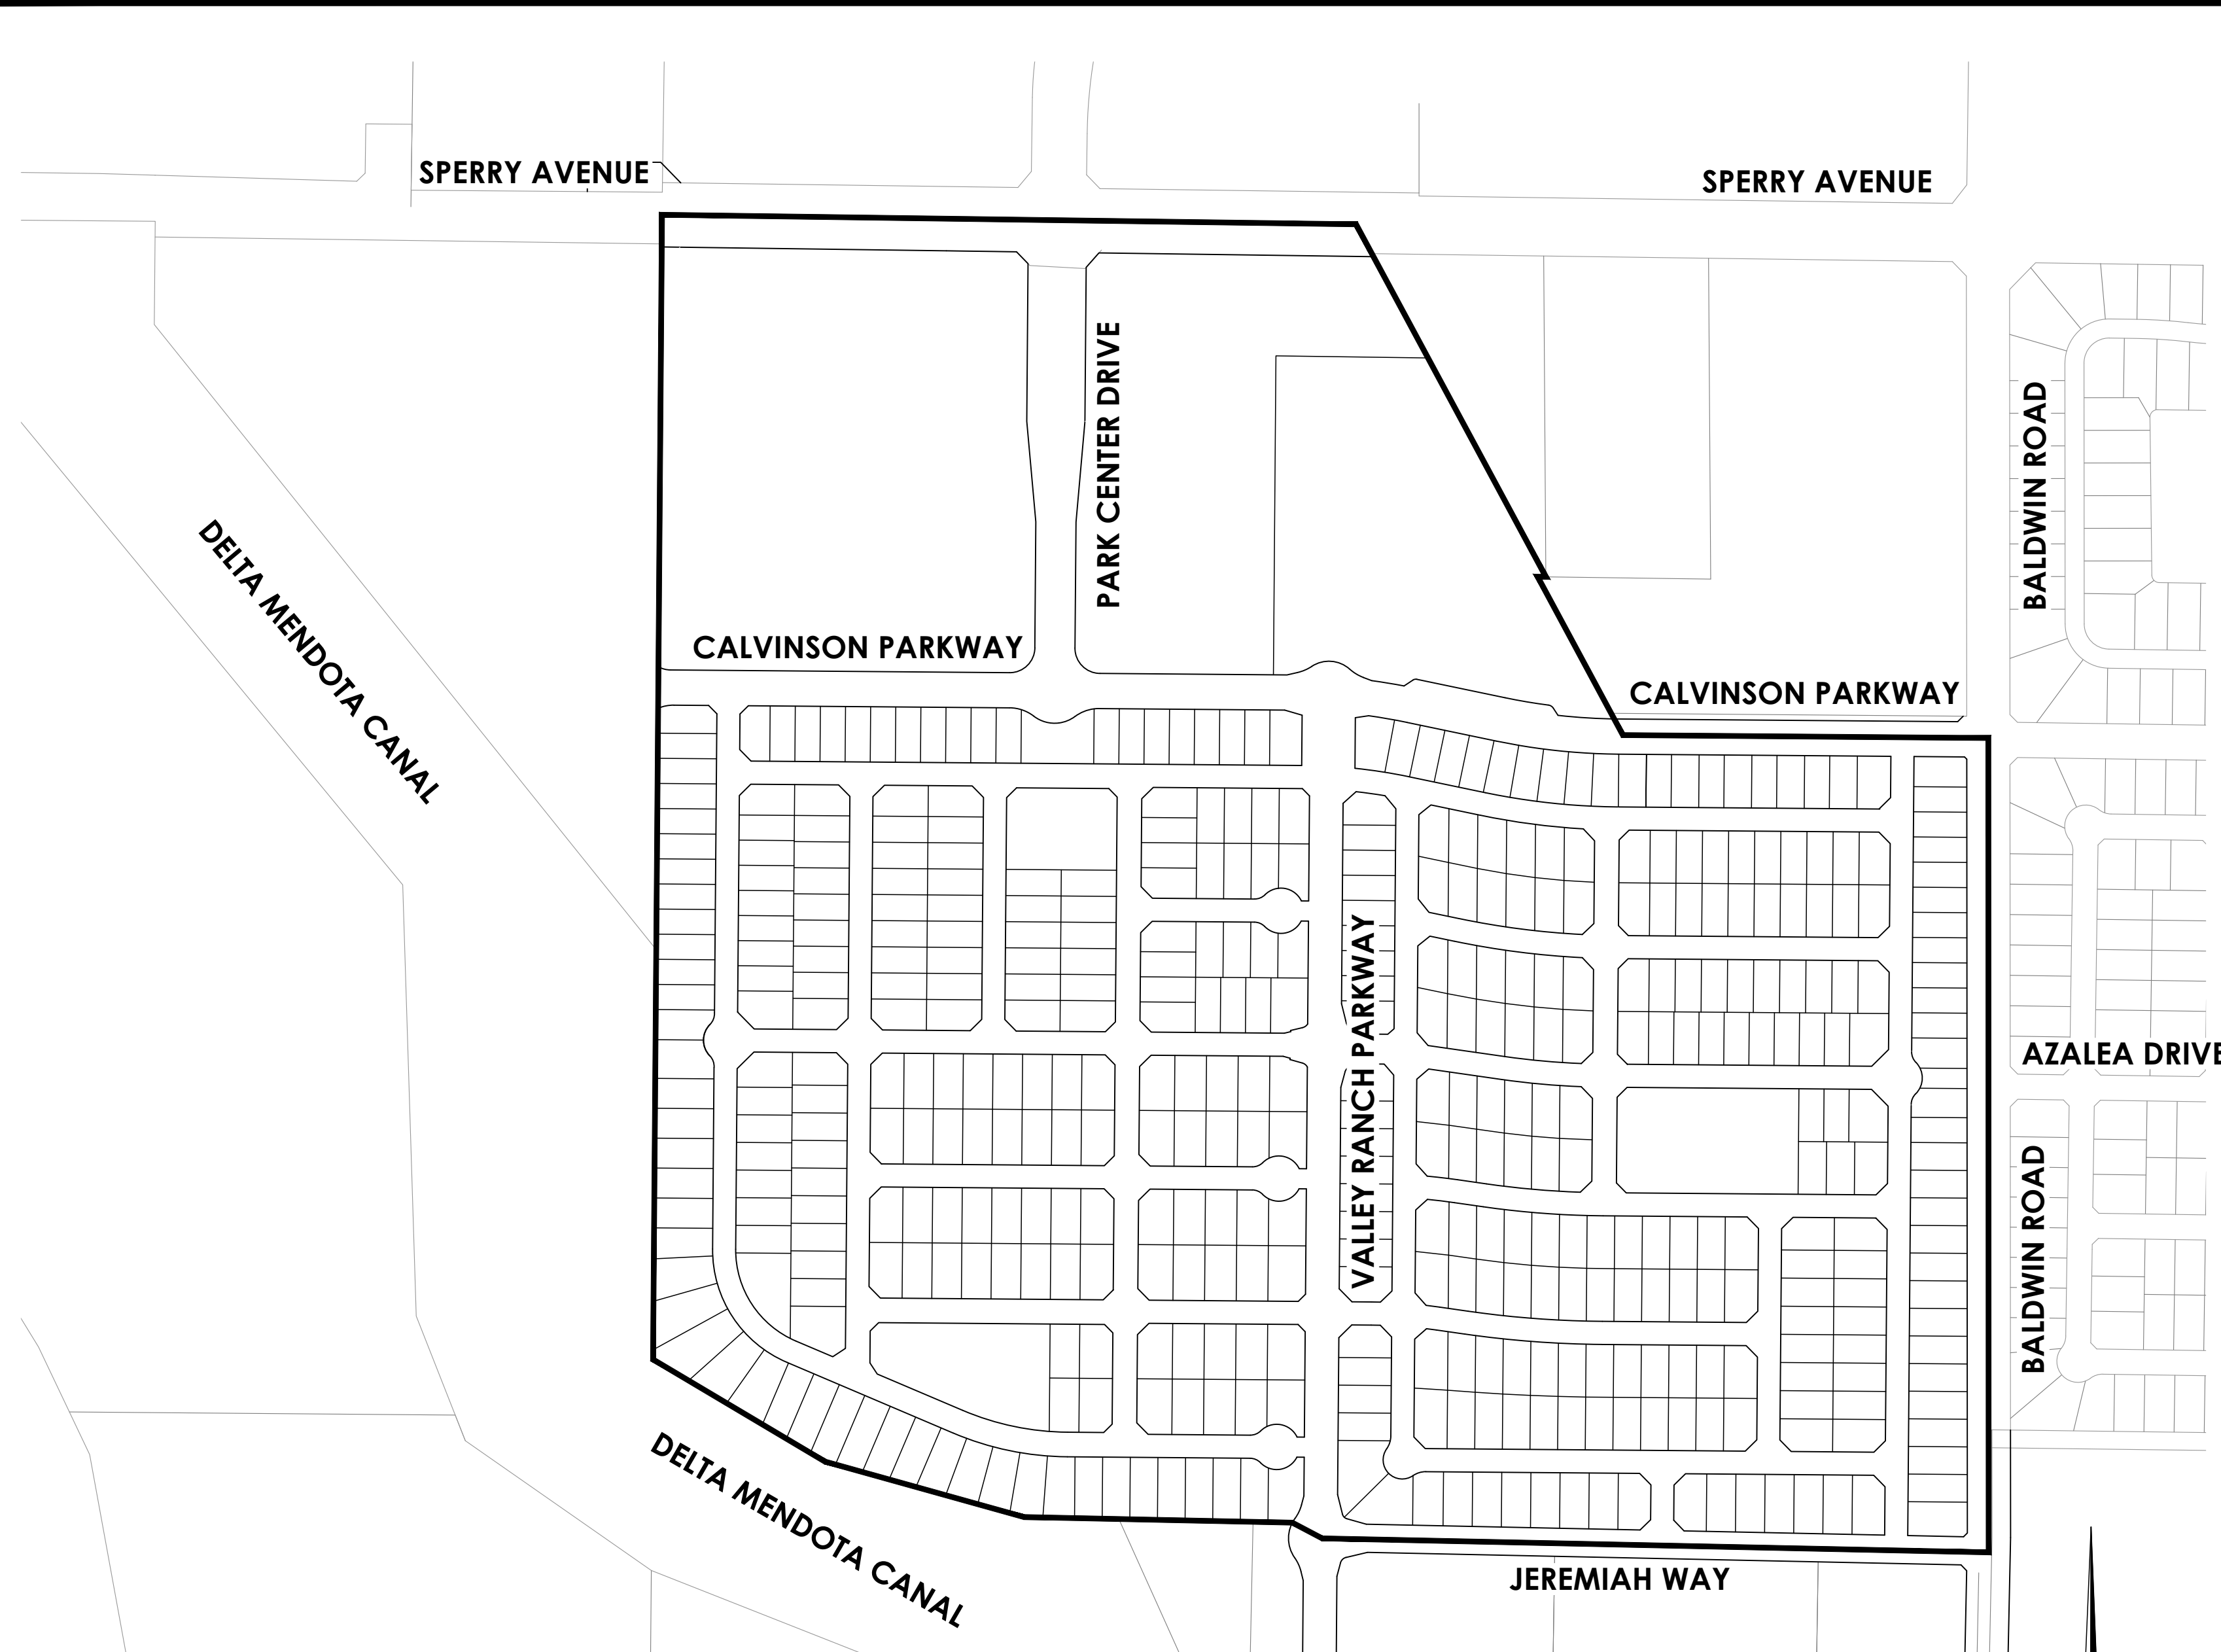 SPERRY AVENUE
SPERRY AVENUE
PARK CENTER DRIVE
BALDWIN ROAD
DELTA MENDOTA CANAL
CALVINSON PARKWAY
CALVINSON PARKWAY
VALLEY RANCH PARKWAY
AZALEA DRIVE
BALDWIN ROAD
DELTA MENDOTA CANAL
JEREMIAH WAY